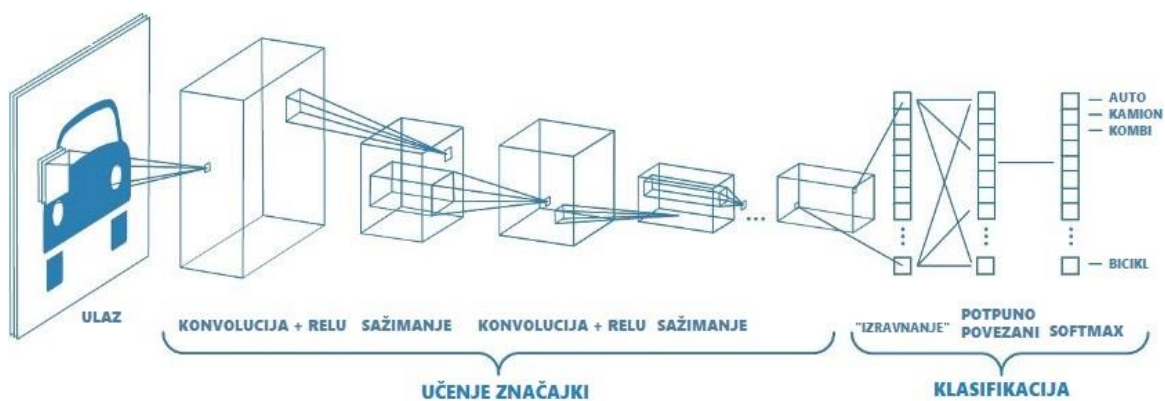 AUTO
KAMION
KOMBI
...
BICIKL
ULAZ
KONVOLUCIJA + RELU
SAŽIMANJE
KONVOLUCIJA + RELU
SAŽIMANJE
"IZRAVNANJE"
POTPUNO
POVEZANI
SOFTMAX
UČENJE ZNAČAJKI
KLASIFIKACIJA